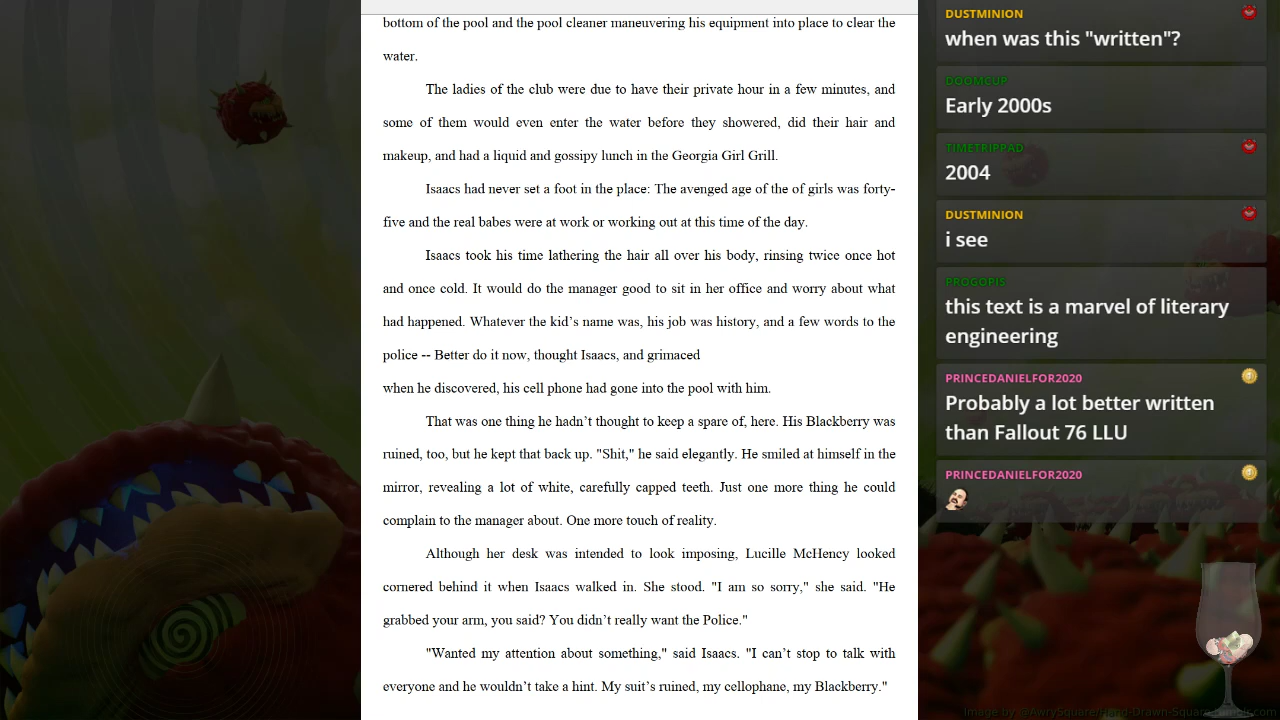 bottom of the pool and the pool cleaner maneuvering his equipment into place to clear the
water.
The ladies of the club were due to have their private hour in a few minutes, and
some of them would even enter the water before they showered, did their hair and
makeup, and had a liquid and gossipy lunch in the Georgia Girl Grill.
Isaacs had never set a foot in the place: The avenged age of the of girls was forty-
five and the real babes were at work or working out at this time of the day.
Isaacs took his time lathering the hair all over his body, rinsing twice once hot
and once cold. It would do the manager good to sit in her office and worry about what
had happened. Whatever the kid’s name was, his job was history, and a few words to the
police -- Better do it now, thought Isaacs, and grimaced
when he discovered, his cell phone had gone into the pool with him.
That was one thing he hadn’t thought to keep a spare of, here. His Blackberry was
ruined, too, but he kept that back up. "Shit," he said elegantly. He smiled at himself in the
mirror, revealing a lot of white, carefully capped teeth. Just one more thing he could
complain to the manager about. One more touch of reality.
Although her desk was intended to look imposing, Lucille McHency looked
cornered behind it when Isaacs walked in. She stood. "I am so sorry," she said. "He
grabbed your arm, you said? You didn’t really want the Police."
"Wanted my attention about something," said Isaacs. "I can’t stop to talk with
everyone and he wouldn’t take a hint. My suit’s ruined, my cellophane, my Blackberry."
DUSTMINION
when was this "written"?
DOOMCUP
Early 2000s
TIMETRIPPAD
2004
DUSTMINION
i see
PROGOPIS
this text is a marvel of literary
engineering
PRINCEDANIELFOR2020
Probably a lot better written
than Fallout 76 LLU
PRINCEDANIELFOR2020